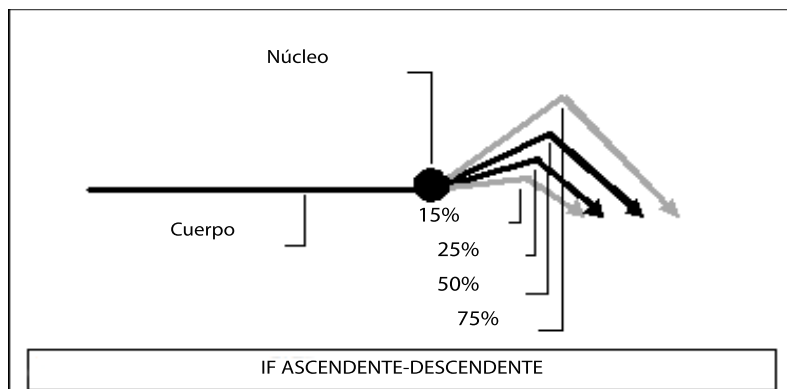 Núcleo
Cuerpo
15%
25%
50%
75%
IF ASCENDENTE-DESCENDENTE